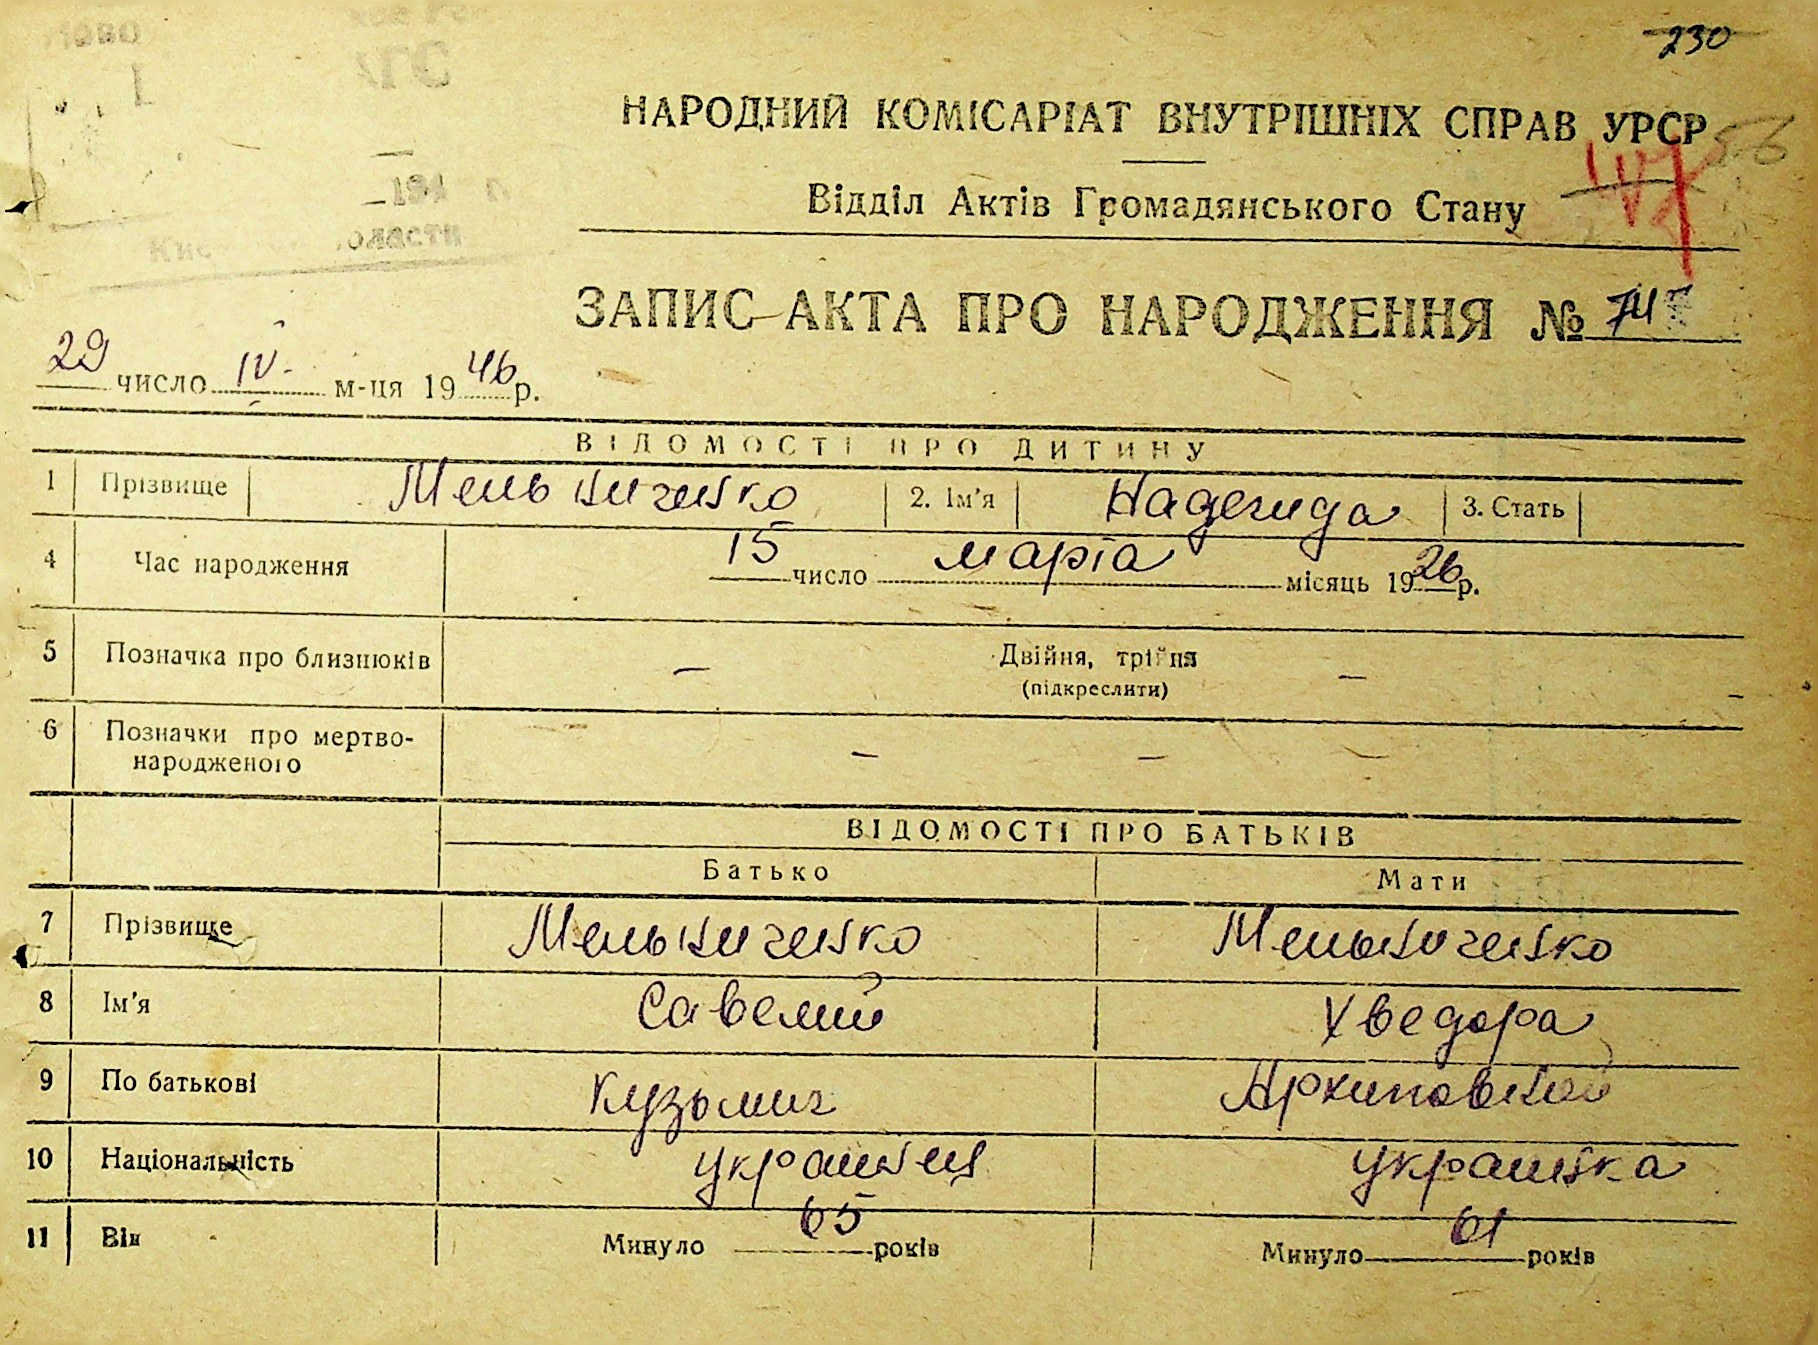 230
НАРОДНИЙ КОМІСАРІАТ ВНУТРІШНІХ СПРАВ УРСР
56
Відділ Актів Громадянського Стану
ЗАПИС АКТА ПРО НАРОДЖЕННЯ №
29 число IV м-ця 1946 р.
ВІДОМОСТІ ПРО ДИТИНУ
1 Прізвище Мельниченко 2. Ім'я Надежида 3. Стать
4 Час народження 15 число марта місяць 1926 р.
5 Позначка про близнюків — Двійня, трійня — —
(підкреслити)
6 Позначки про мертво-
народженого — — —
ВІДОМОСТІ ПРО БАТЬКІВ
Батько Мати
7 Прізвище Мельниченко Мельниченко
8 Ім'я Савелий Хведора
9 По батькові Кузьмич Архиповной
10 Національність украинец украинка
11 Вік Минуло 65 років Минуло 61 років